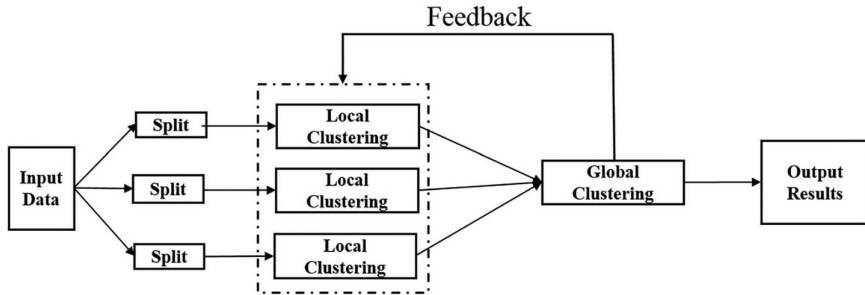 Feedback
Split
Local
Clustering
Input
Data
Split
Local
Clustering
Global
Clustering
Output
Results
Split
Local
Clustering